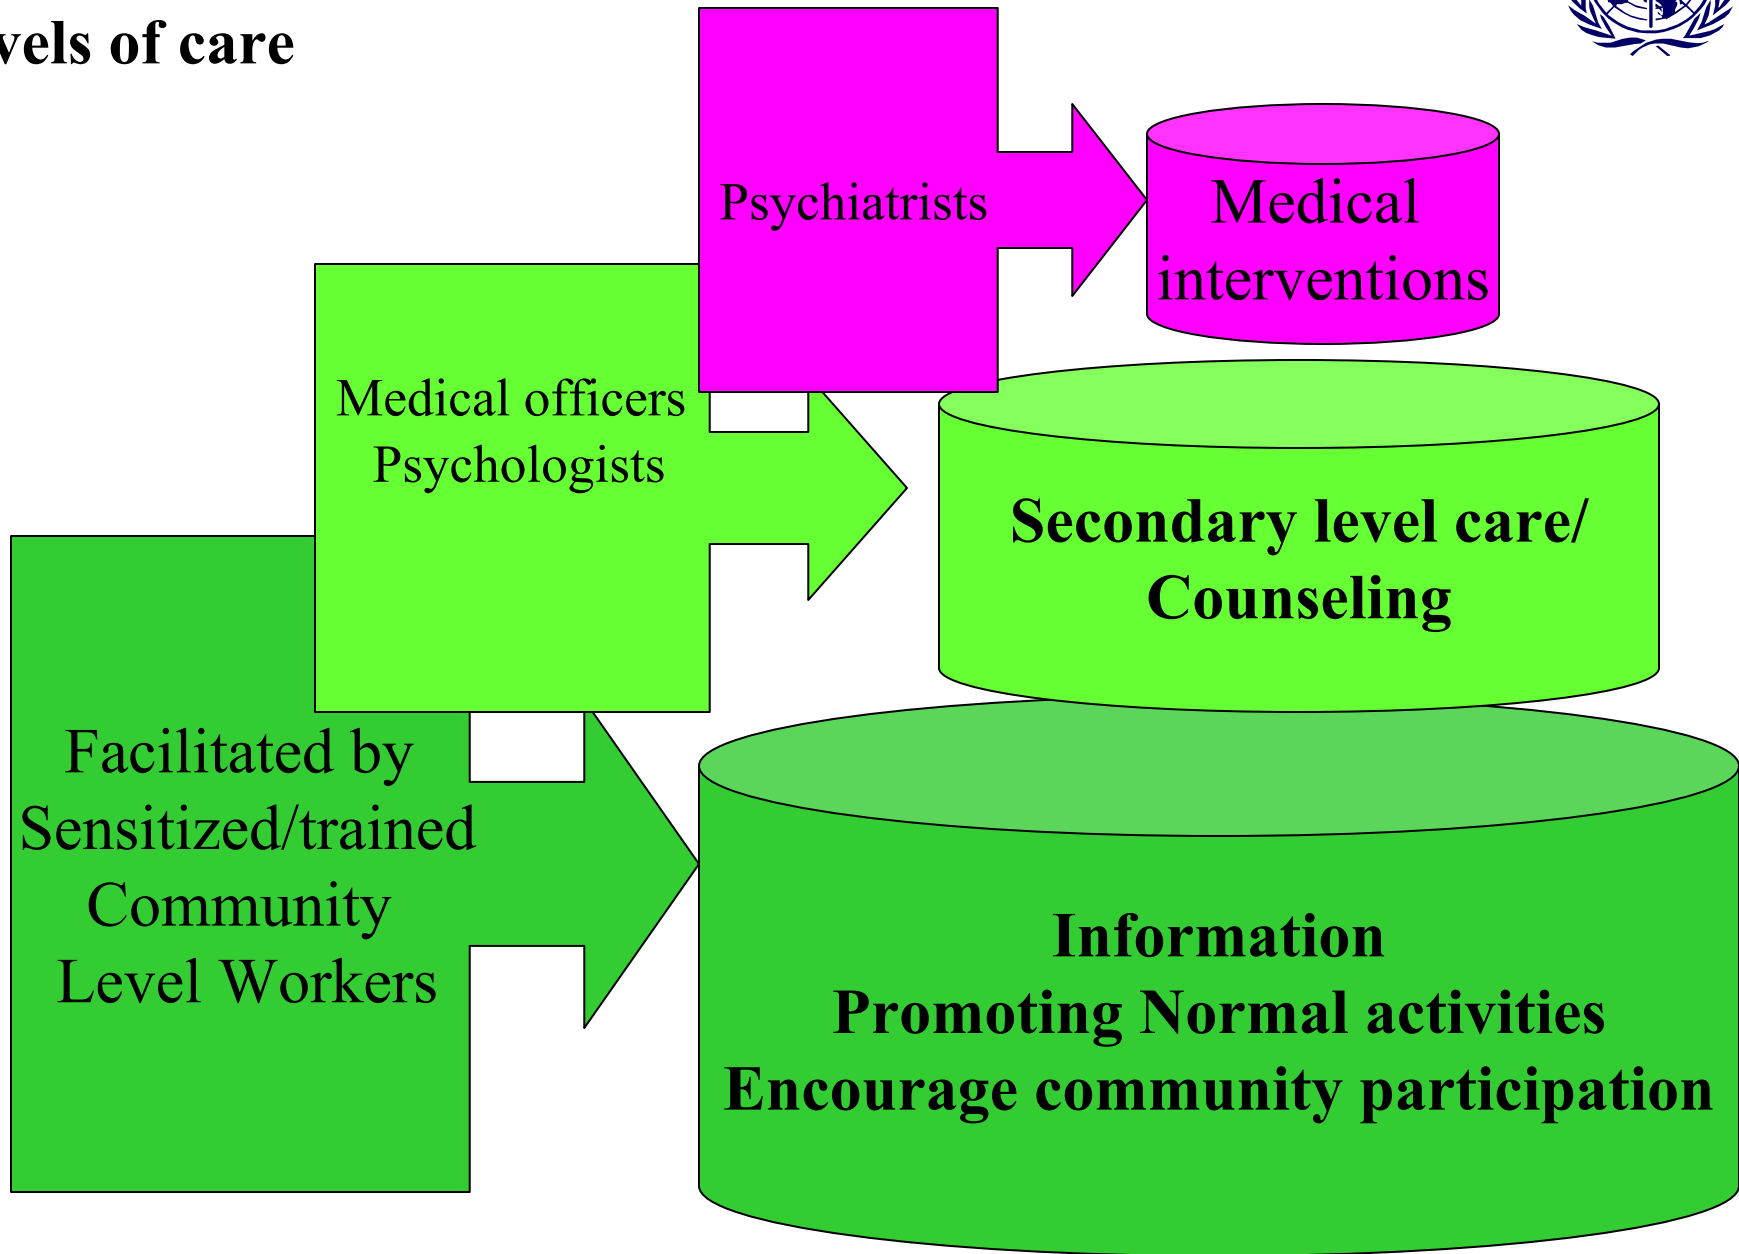 vels of care
Psychiatrists
Medical
interventions
Medical officers
Psychologists
Secondary level care/
Counseling
Facilitated by
Sensitized/trained
Community
Level Workers
Information
Promoting Normal activities
Encourage community participation